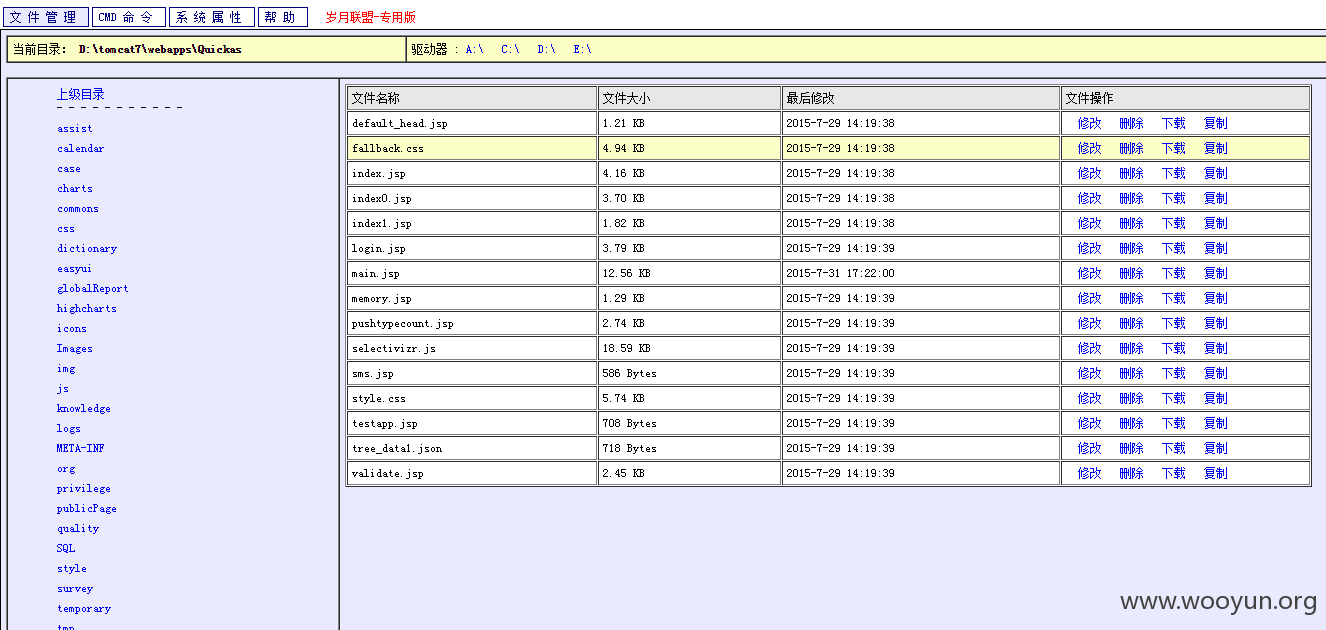 文 件 管 理 CMD 命 令 系 统 属 性 帮 助 岁月联盟-专用版
当前目录: D:\tomcat7\webapps\Quickas 驱动器 : A:\ C:\ D:\ E:\
上级目录
- - - - - - - - - - -
assist
calendar
case
charts
commons
css
dictionary
easyui
globalReport
highcharts
icons
Images
img
js
knowledge
logs
META-INF
org
privilege
publicPage
quality
SQL
style
survey
temporary
tmp
文件名称 文件大小 最后修改 文件操作
default_head.jsp 1.21 KB 2015-7-29 14:19:38 修改 删除 下载 复制
fallback.css 4.94 KB 2015-7-29 14:19:38 修改 删除 下载 复制
index.jsp 4.16 KB 2015-7-29 14:19:38 修改 删除 下载 复制
index0.jsp 3.70 KB 2015-7-29 14:19:38 修改 删除 下载 复制
index1.jsp 1.82 KB 2015-7-29 14:19:38 修改 删除 下载 复制
login.jsp 3.79 KB 2015-7-29 14:19:39 修改 删除 下载 复制
main.jsp 12.56 KB 2015-7-31 17:22:00 修改 删除 下载 复制
memory.jsp 1.29 KB 2015-7-29 14:19:39 修改 删除 下载 复制
pushtypecount.jsp 2.74 KB 2015-7-29 14:19:39 修改 删除 下载 复制
selectivizr.js 18.59 KB 2015-7-29 14:19:39 修改 删除 下载 复制
sms.jsp 586 Bytes 2015-7-29 14:19:39 修改 删除 下载 复制
style.css 5.74 KB 2015-7-29 14:19:39 修改 删除 下载 复制
testapp.jsp 708 Bytes 2015-7-29 14:19:39 修改 删除 下载 复制
tree_data1.json 718 Bytes 2015-7-29 14:19:39 修改 删除 下载 复制
validate.jsp 2.45 KB 2015-7-29 14:19:39 修改 删除 下载 复制
www.wooyun.org